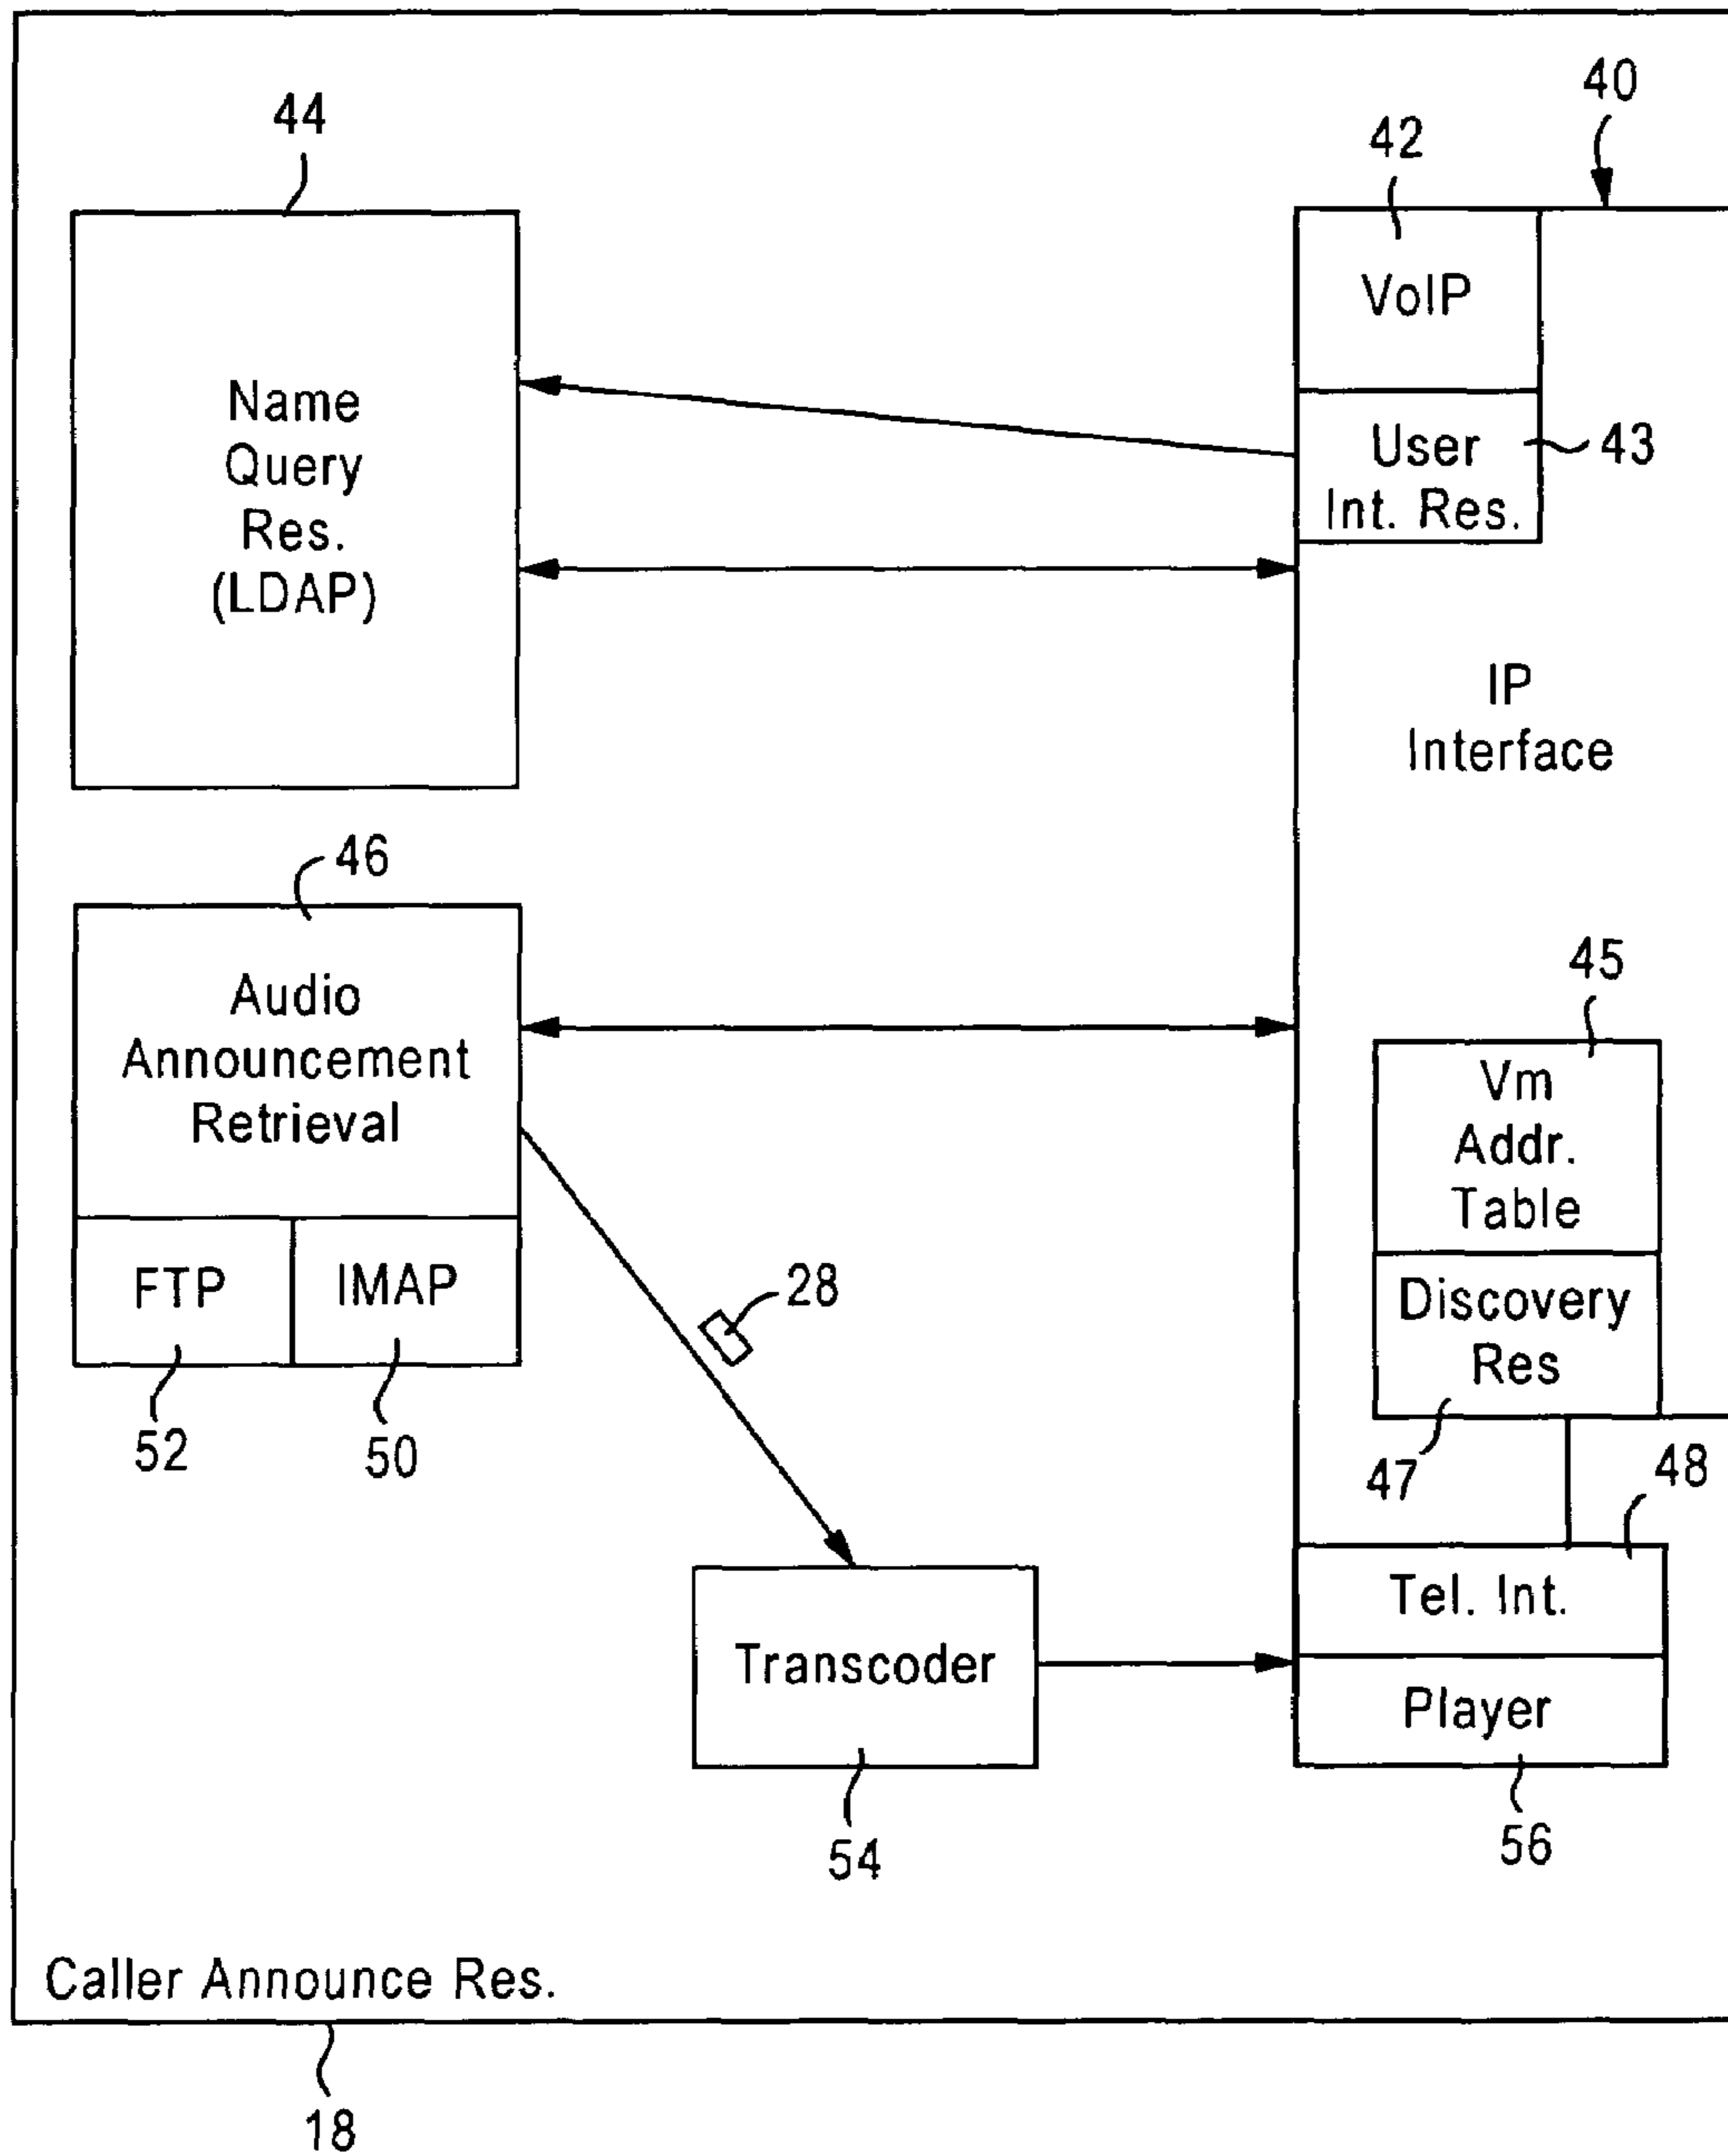 40
44
42
VoIP
Name
Query
Res.
(LDAP)
User
Int. Res.
43
IP
Interface
46
Audio
Announcement
Retrieval
45
Vm
Addr.
Table
FTP
IMAP
28
Discovery
Res
52
50
47
48
Tel. Int.
Transcoder
Player
54
56
Caller Announce Res.
18